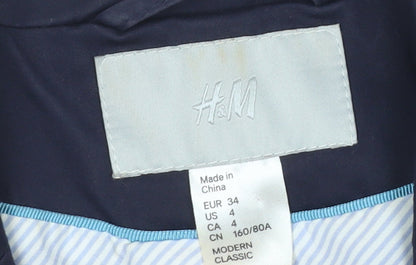 H&M
Made in
China
EUR 34
US 4
CA 4
CN 160/80A
MODERN
CLASSIC